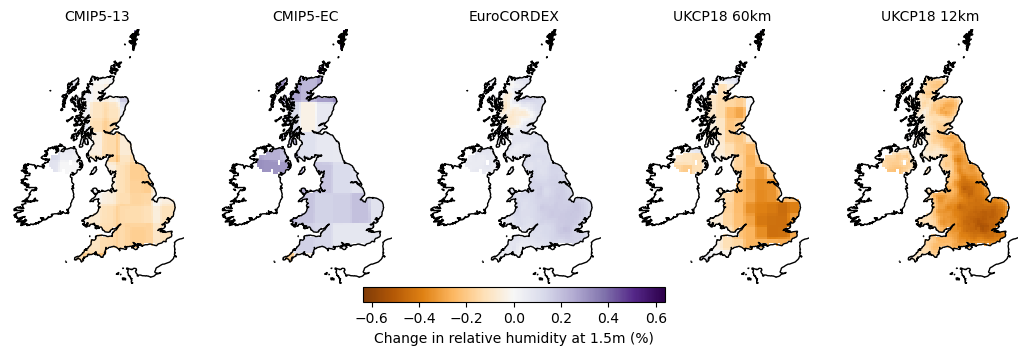 CMIP5-13 CMIP5-EC EuroCORDEX UKCP18 60km UKCP18 12km
−0.6 −0.4 −0.2 0.0 0.2 0.4 0.6
Change in relative humidity at 1.5m (%)